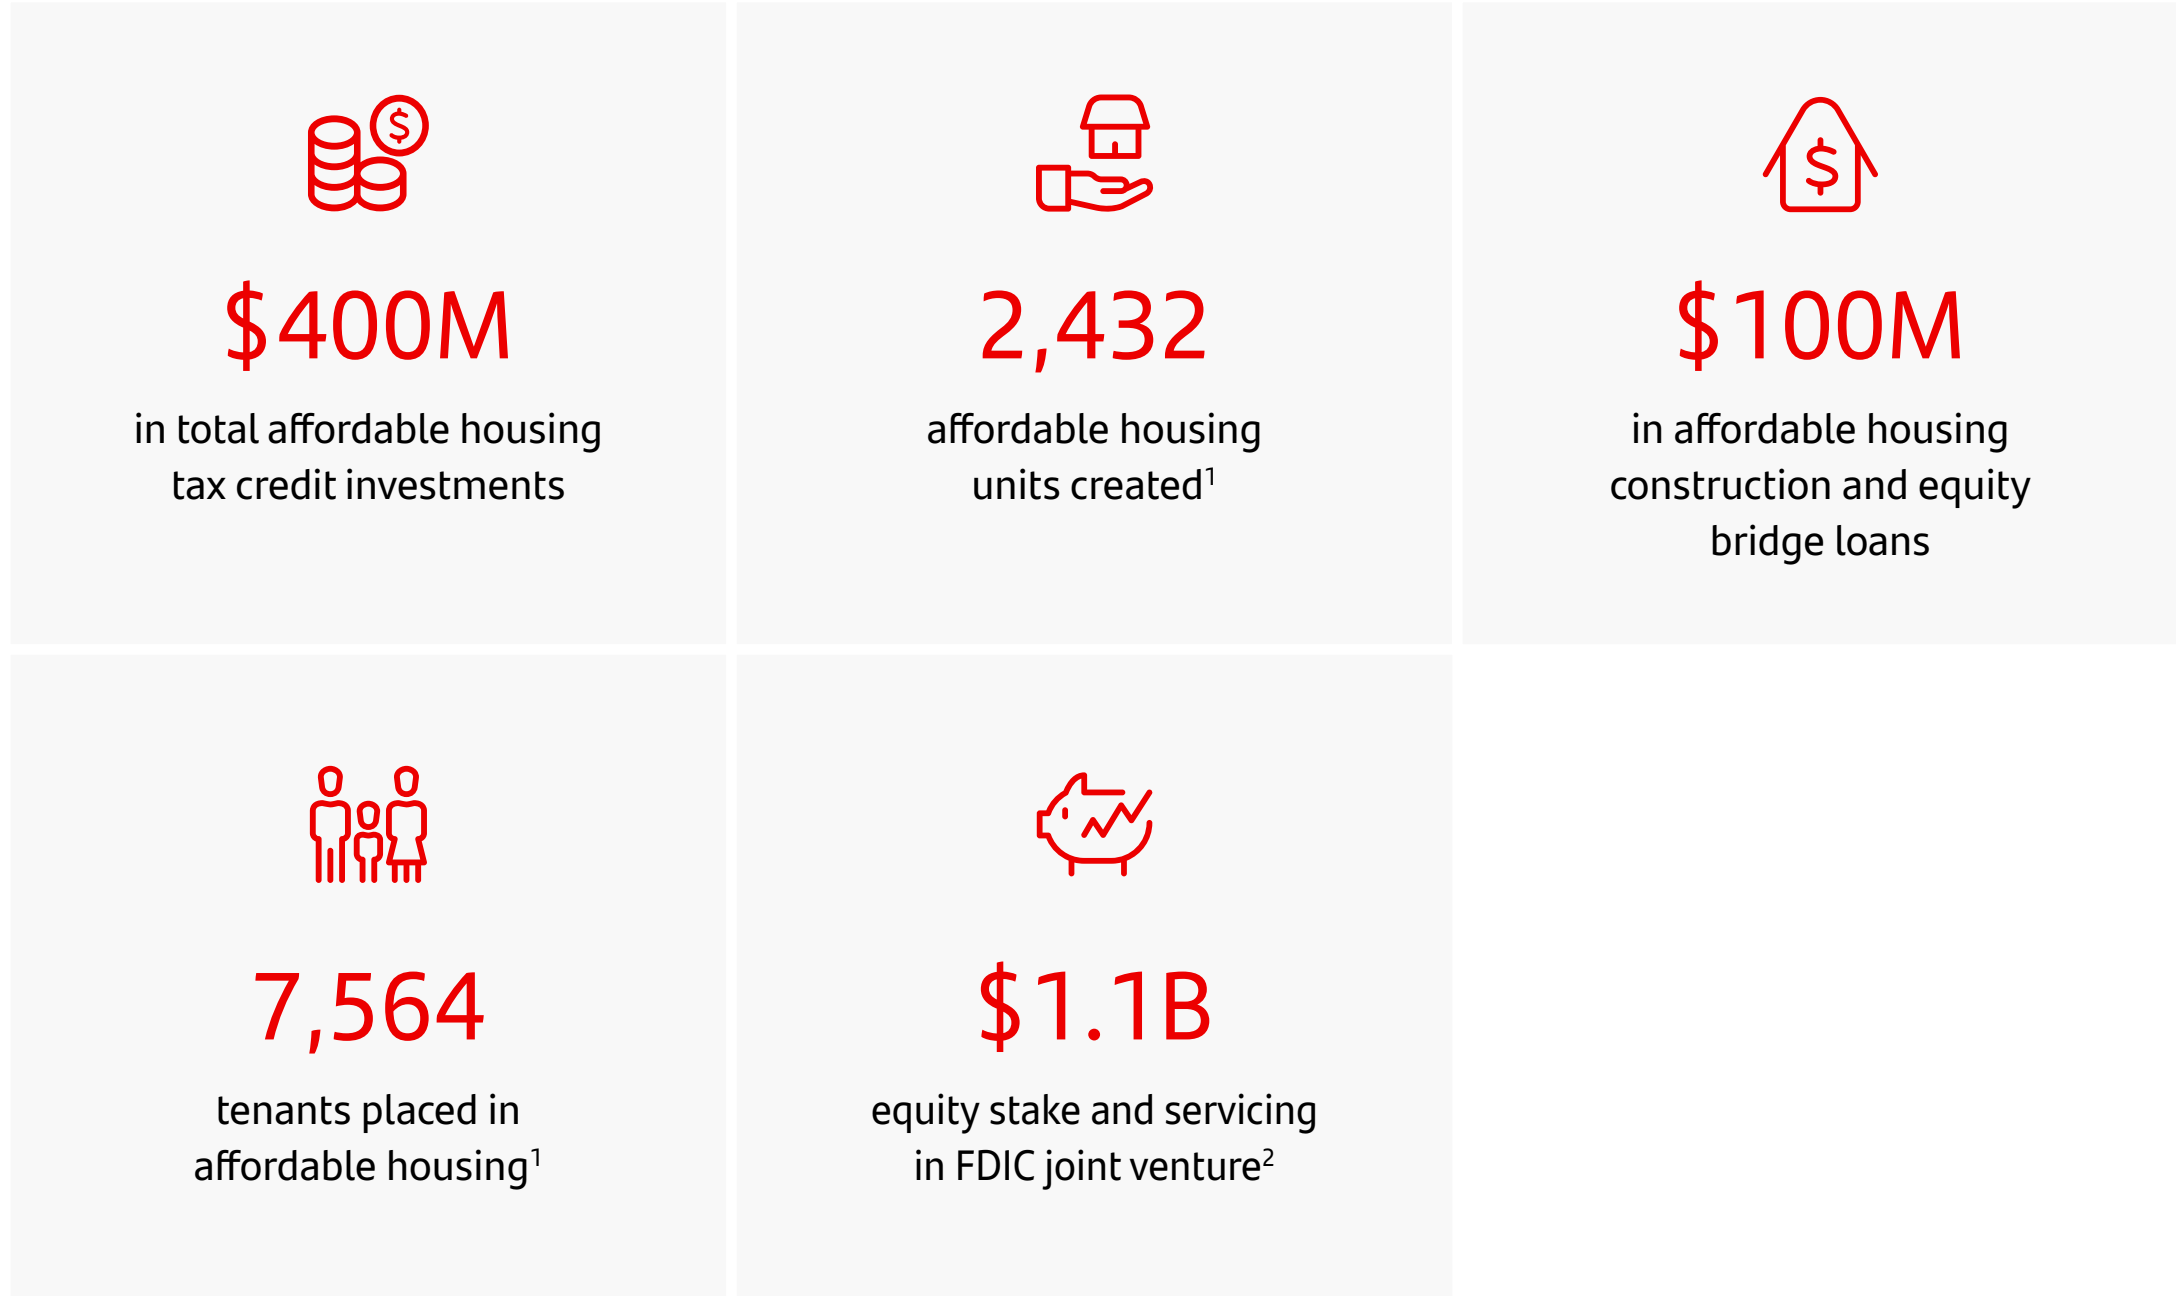 $400M
in total affordable housing
tax credit investments
2,432
affordable housing
units created¹
$100M
in affordable housing
construction and equity
bridge loans
7,564
tenants placed in
affordable housing¹
$1.1B
equity stake and servicing
in FDIC joint venture²